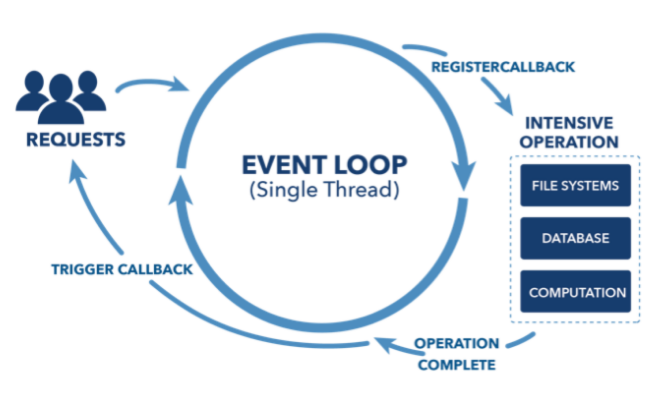 REGISTERCALLBACK
REQUESTS
INTENSIVE
OPERATION
EVENT LOOP
(Single Thread)
FILE SYSTEMS
DATABASE
COMPUTATION
TRIGGER CALLBACK
OPERATION
COMPLETE